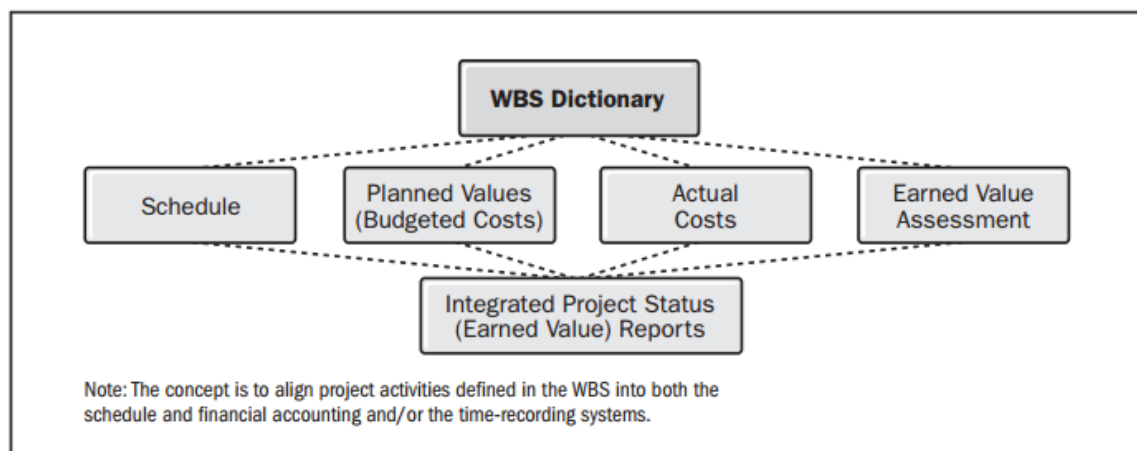 WBS Dictionary
Schedule
Planned Values
(Budgeted Costs)
Actual
Costs
Earned Value
Assessment
Integrated Project Status
(Earned Value) Reports
Note: The concept is to align project activities defined in the WBS into both the
schedule and financial accounting and/or the time-recording systems.